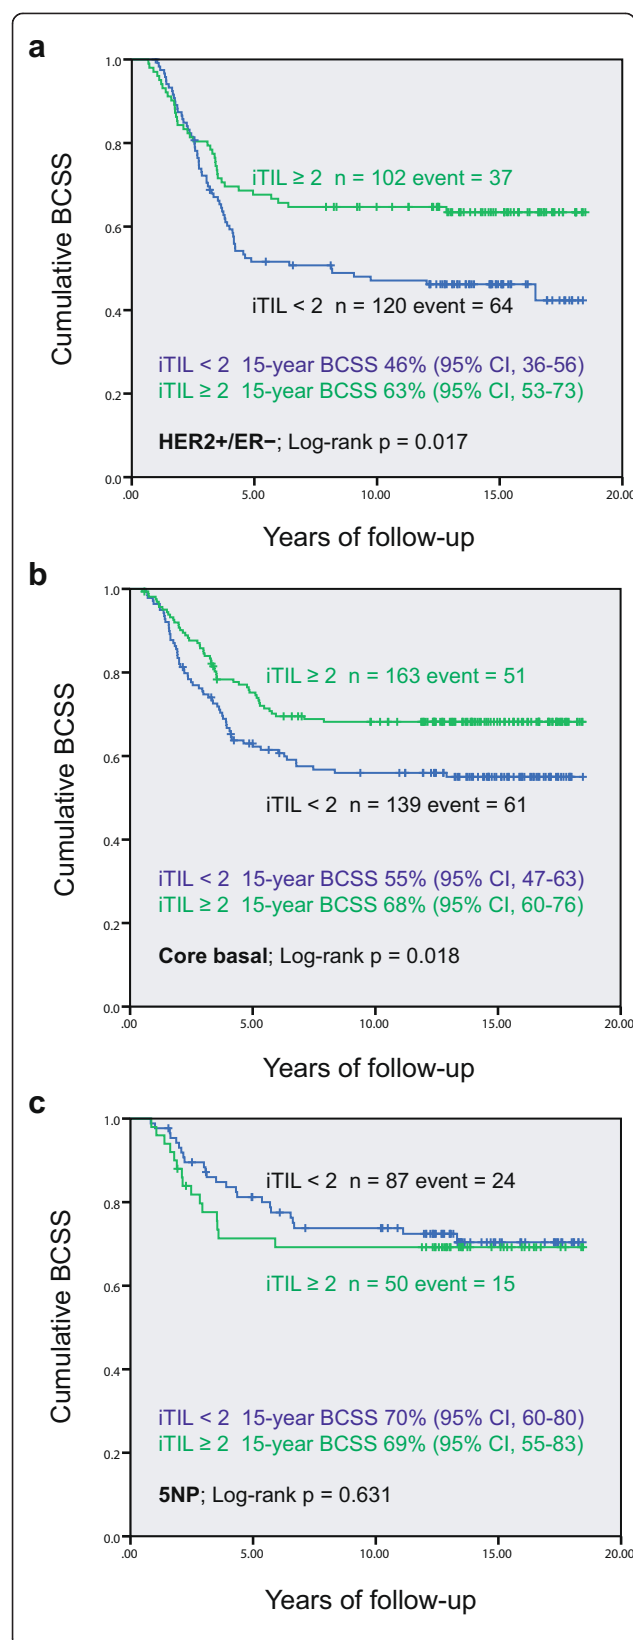 a
1.0
0.8
0.6
0.4
0.2
0.0
Cumulative BCSS
iTIL ≥ 2 n = 102 event = 37
iTIL < 2 n = 120 event = 64
iTIL < 2 15-year BCSS 46% (95% CI, 36-56)
iTIL ≥ 2 15-year BCSS 63% (95% CI, 53-73)
HER2+/ER−; Log-rank p = 0.017
.00 5.00 10.00 15.00 20.00
Years of follow-up
b
1.0
0.8
0.6
0.4
0.2
0.0
Cumulative BCSS
iTIL ≥ 2 n = 163 event = 51
iTIL < 2 n = 139 event = 61
iTIL < 2 15-year BCSS 55% (95% CI, 47-63)
iTIL ≥ 2 15-year BCSS 68% (95% CI, 60-76)
Core basal; Log-rank p = 0.018
.00 5.00 10.00 15.00 20.00
Years of follow-up
c
1.0
0.8
0.6
0.4
0.2
0.0
Cumulative BCSS
iTIL < 2 n = 87 event = 24
iTIL ≥ 2 n = 50 event = 15
iTIL < 2 15-year BCSS 70% (95% CI, 60-80)
iTIL ≥ 2 15-year BCSS 69% (95% CI, 55-83)
5NP; Log-rank p = 0.631
.00 5.00 10.00 15.00 20.00
Years of follow-up